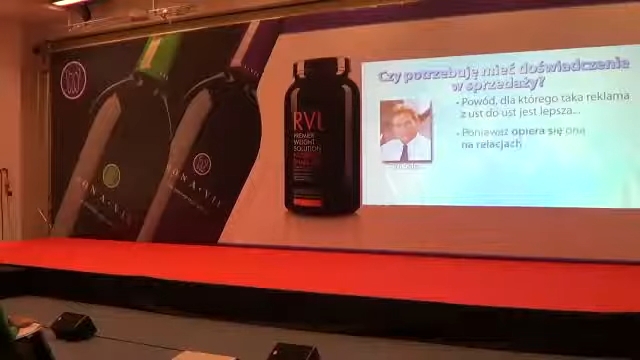 Czy potrzebuję mieć doświadczenie
w sprzedaży?
• Powód, dla którego taka reklama
z ust do ust jest lepsza...
• Ponieważ opiera się ona
na relacjach
RVL
PREMIER
WEIGHT
SOLUTION